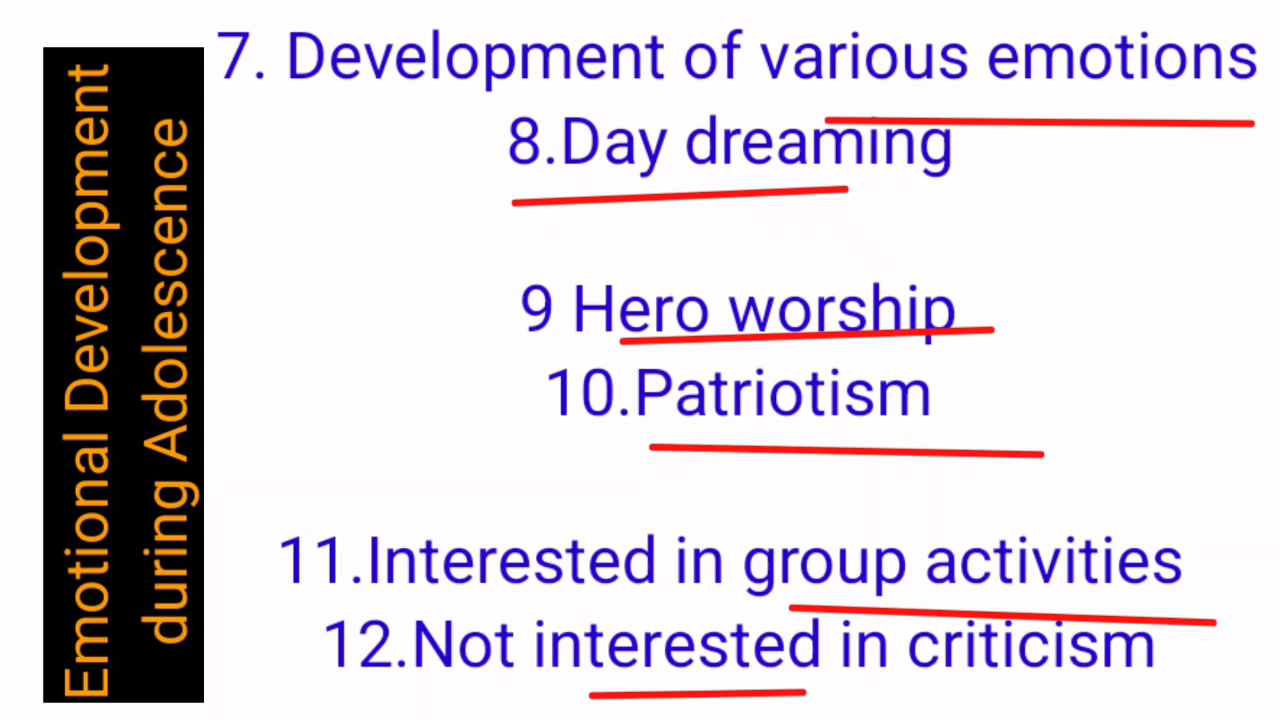 Emotional Development
during Adolescence
7. Development of various emotions
8.Day dreaming
9 Hero worship
10.Patriotism
11.Interested in group activities
12.Not interested in criticism